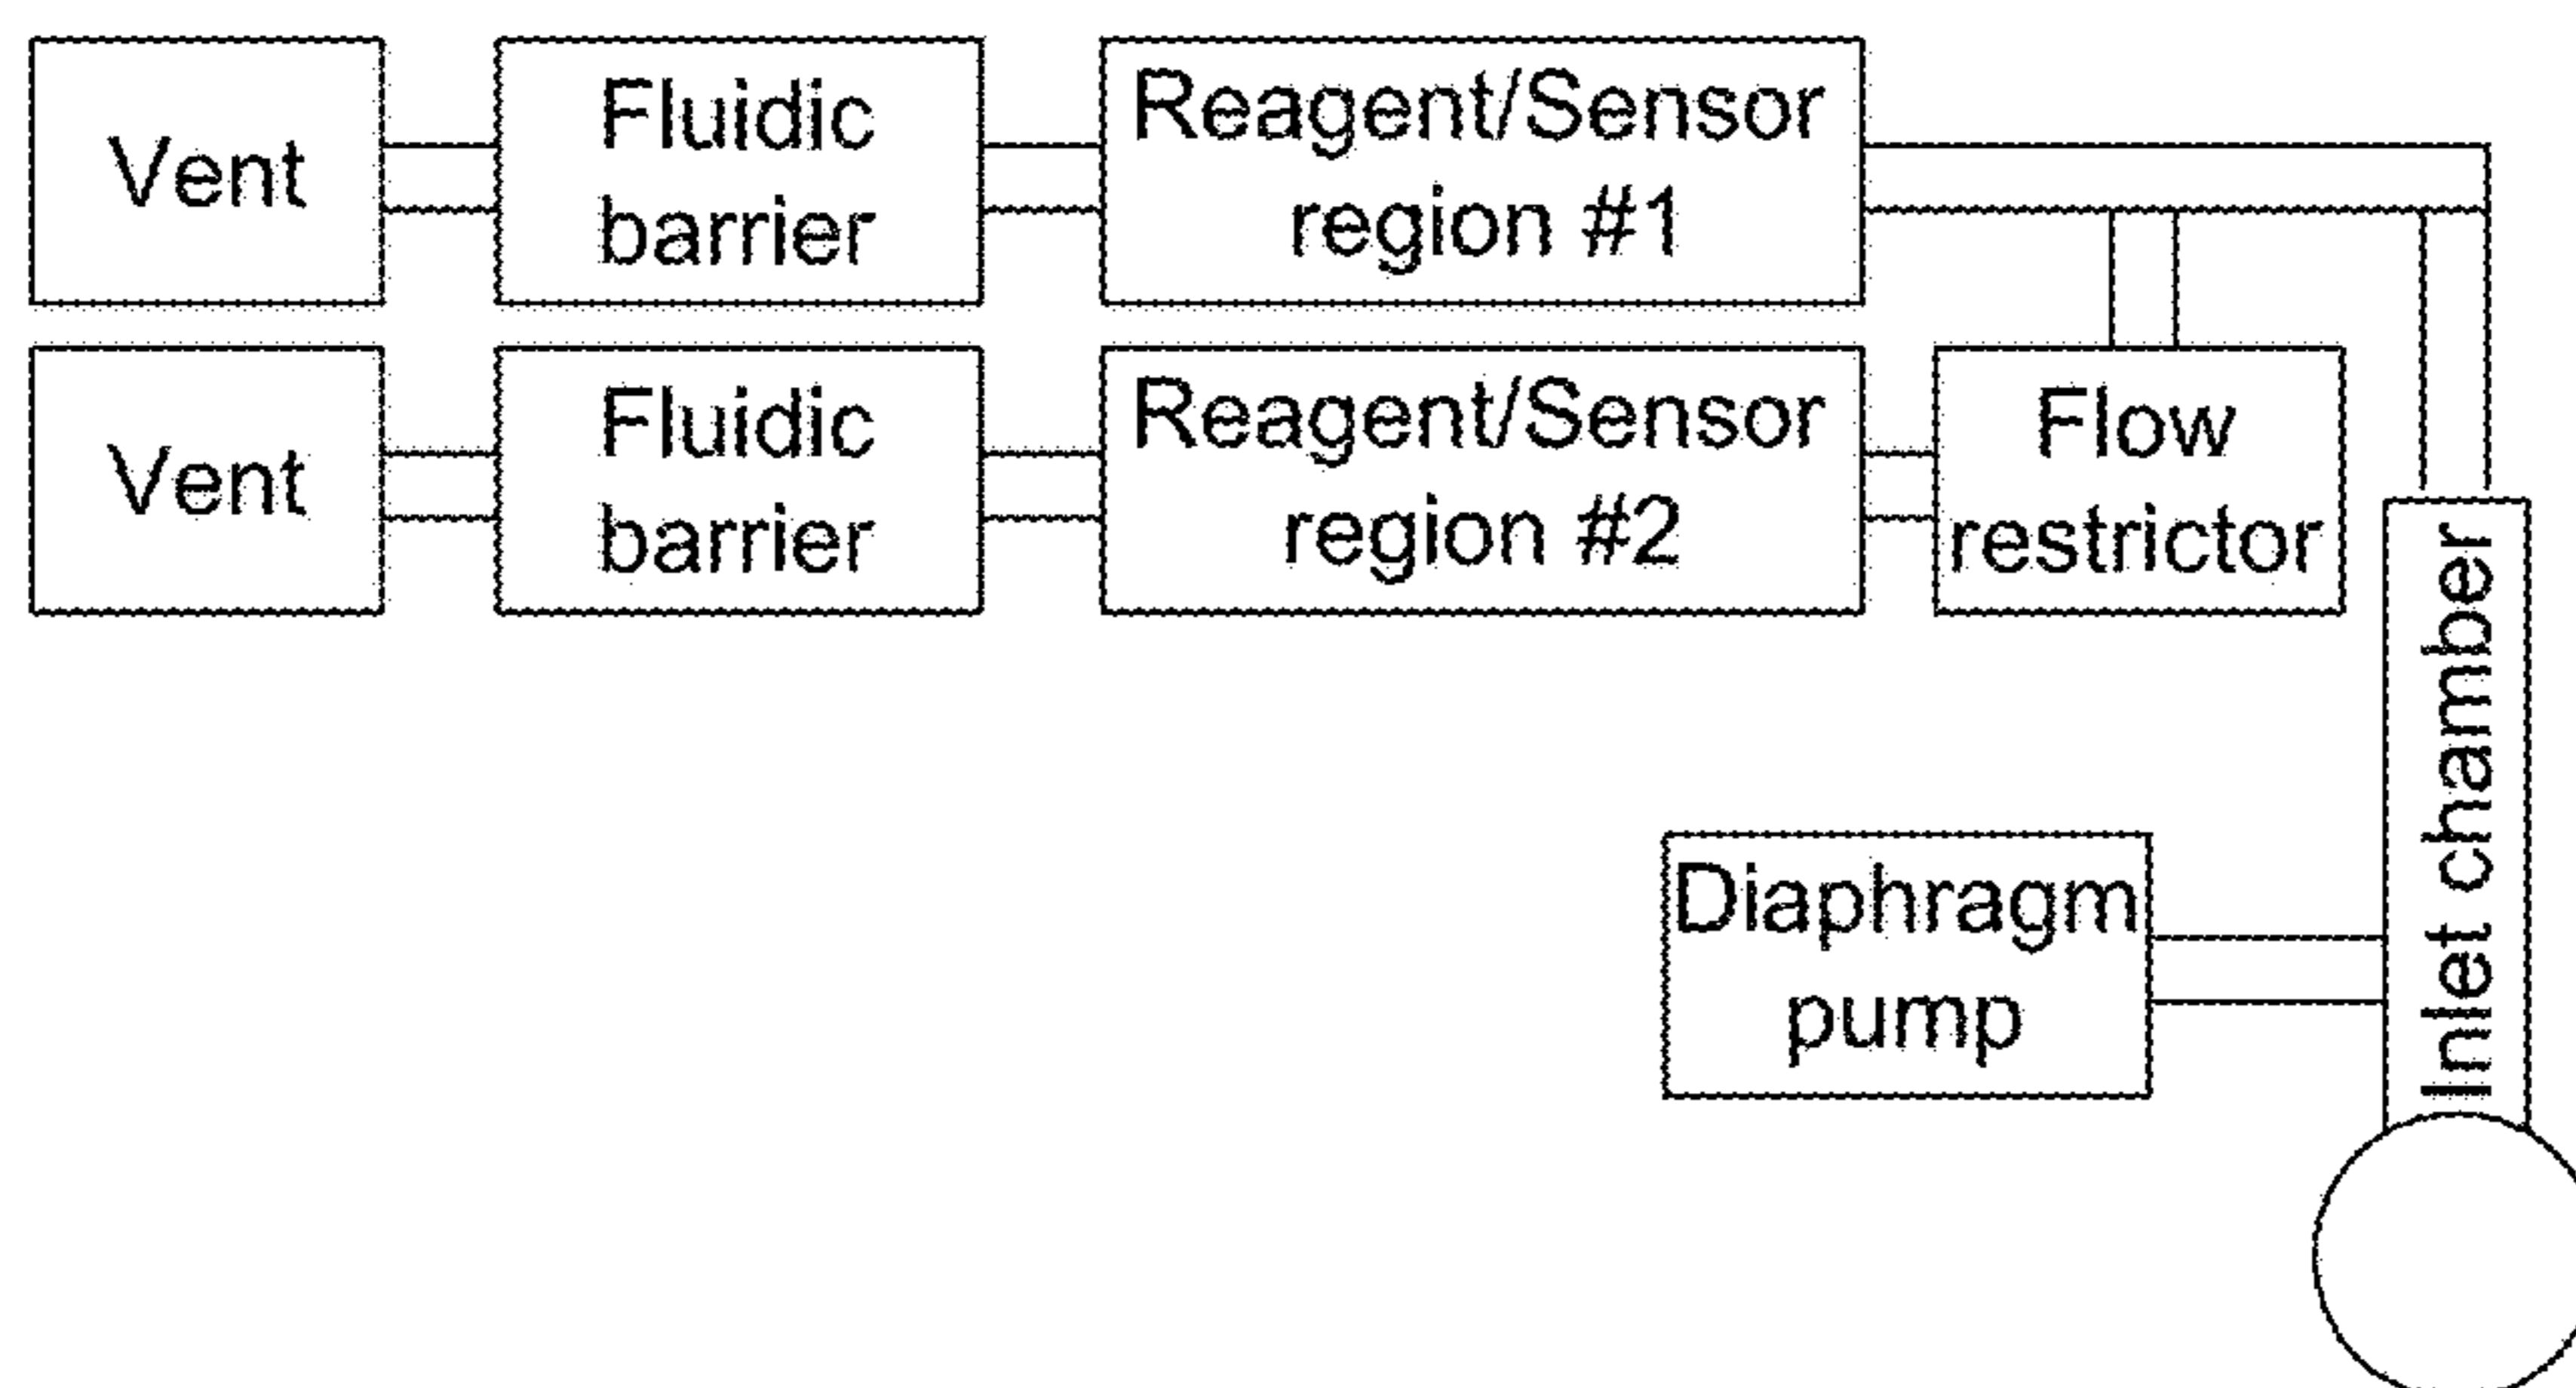 Vent
Fluidic
barrier
Reagent/Sensor
region #1
Vent
Fluidic
barrier
Reagent/Sensor
region #2
Flow
restrictor
Inlet chamber
Diaphragm
pump